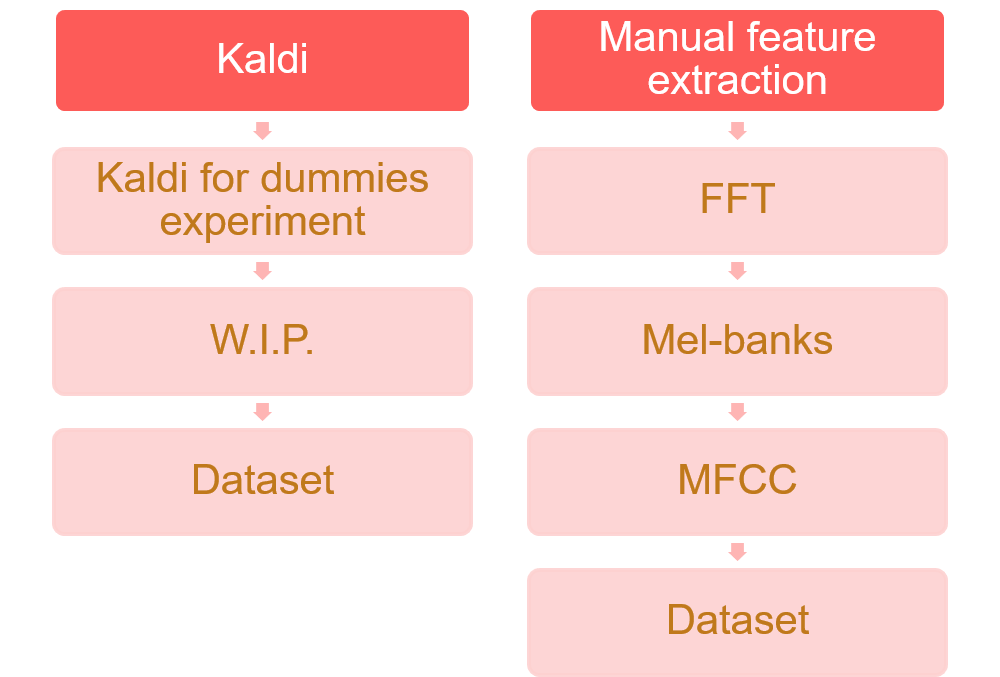 Kaldi
Kaldi for dummies
experiment
W.I.P.
Dataset
Manual feature
extraction
FFT
Mel-banks
MFCC
Dataset